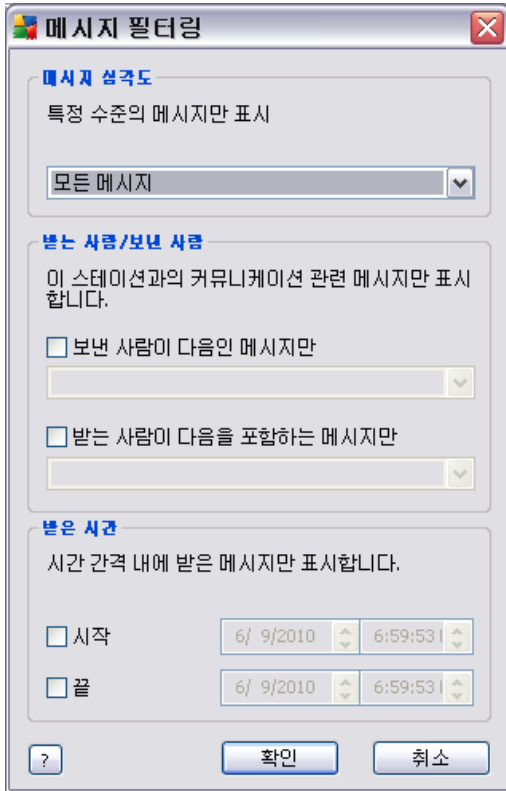 메시지 필터링
메시지 심각도
특정 수준의 메시지만 표시
모든 메시지
받는 사람/보낸 사람
이 스테이션과의 커뮤니케이션 관련 메시지만 표시
합니다.
보낸 사람이 다음인 메시지만
받는 사람이 다음을 포함하는 메시지만
받은 시간
시간 간격 내에 받은 메시지만 표시합니다.
시작 6/ 9/2010 6:59:53
끝 6/ 9/2010 6:59:53
? 확인 취소